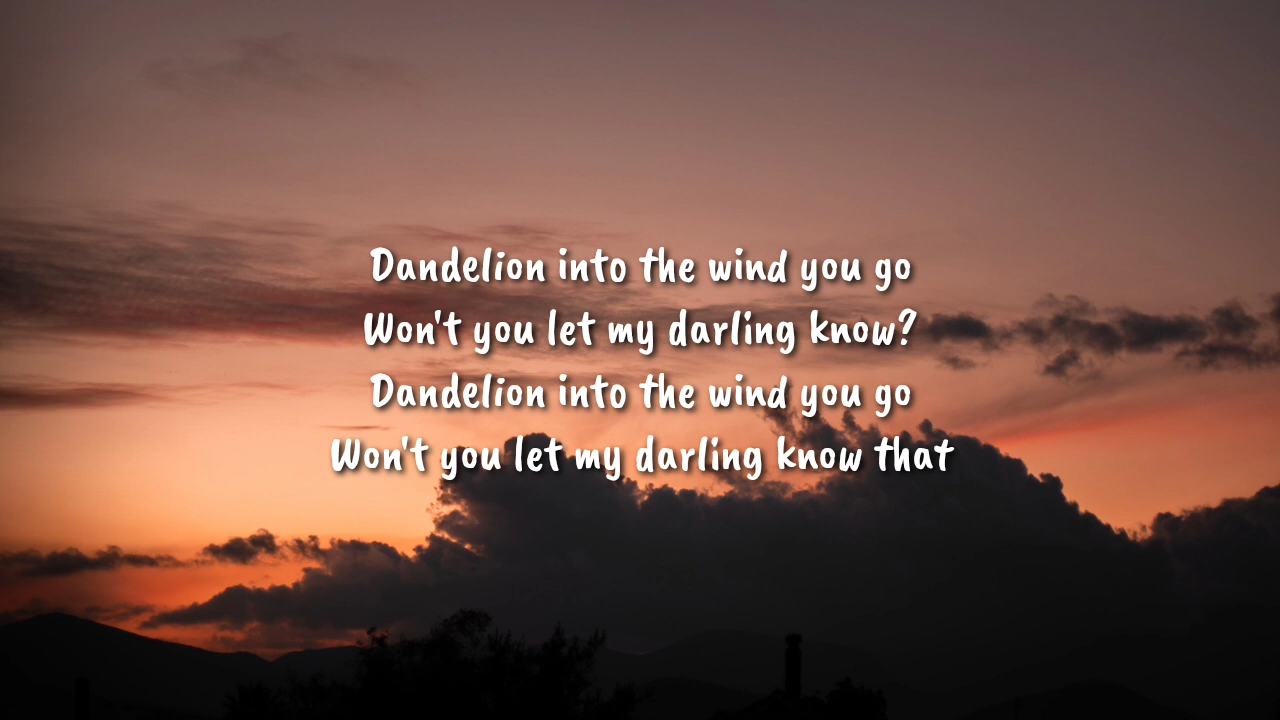 Dandelion into the wind you go
Won't you let my darling know?
Dandelion into the wind you go
Won't you let my darling know that